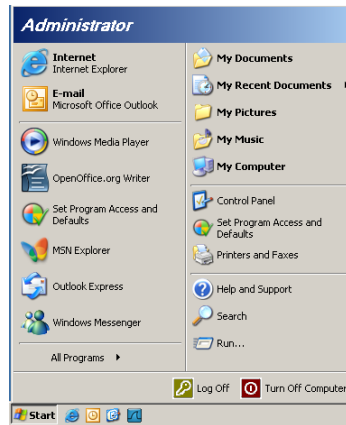 Administrator
Internet
Internet Explorer
E-mail
Microsoft Office Outlook
Windows Media Player
OpenOffice.org Writer
Set Program Access and
Defaults
MSN Explorer
Outlook Express
Windows Messenger
All Programs
My Documents
My Recent Documents
My Pictures
My Music
My Computer
Control Panel
Set Program Access and
Defaults
Printers and Faxes
Help and Support
Search
Run...
Log Off
Turn Off Computer
Start